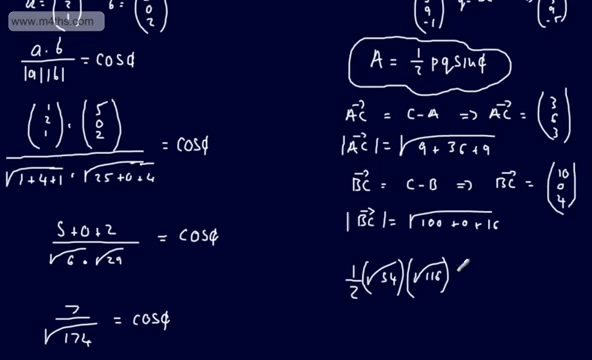 www.m4ths.com
a·b / |a||b| = cosφ
(1 2 1) · (5 0 2) / √1+4+1 · √25+0+4 = cosφ
5+0+2 / √6 · √29 = cosφ
7 / √174 = cosφ
A = 1/2 pq sinφ
AC→ = C-A ⇒ AC→ = (3 6 3)
|AC→| = √9+36+9
BC→ = C-B ⇒ BC→ = (10 0 4)
|BC→| = √100+0+16
1/2 (√54)(√116)